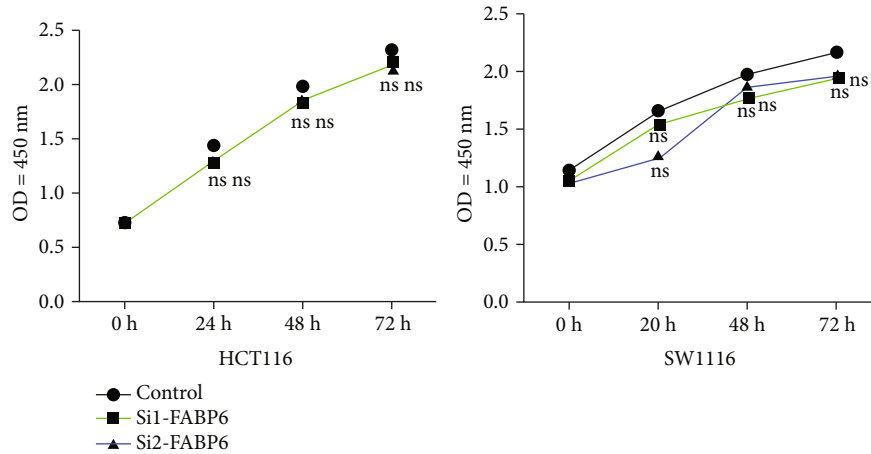 OD = 450 nm
2.5
2.0
1.5
1.0
0.5
0.0
ns ns
ns ns
ns ns
0 h 24 h 48 h 72 h
HCT116
OD = 450 nm
2.5
2.0
1.5
1.0
0.5
0.0
ns
ns
ns
ns
ns
ns
0 h 20 h 48 h 72 h
SW1116
Control
Si1-FABP6
Si2-FABP6